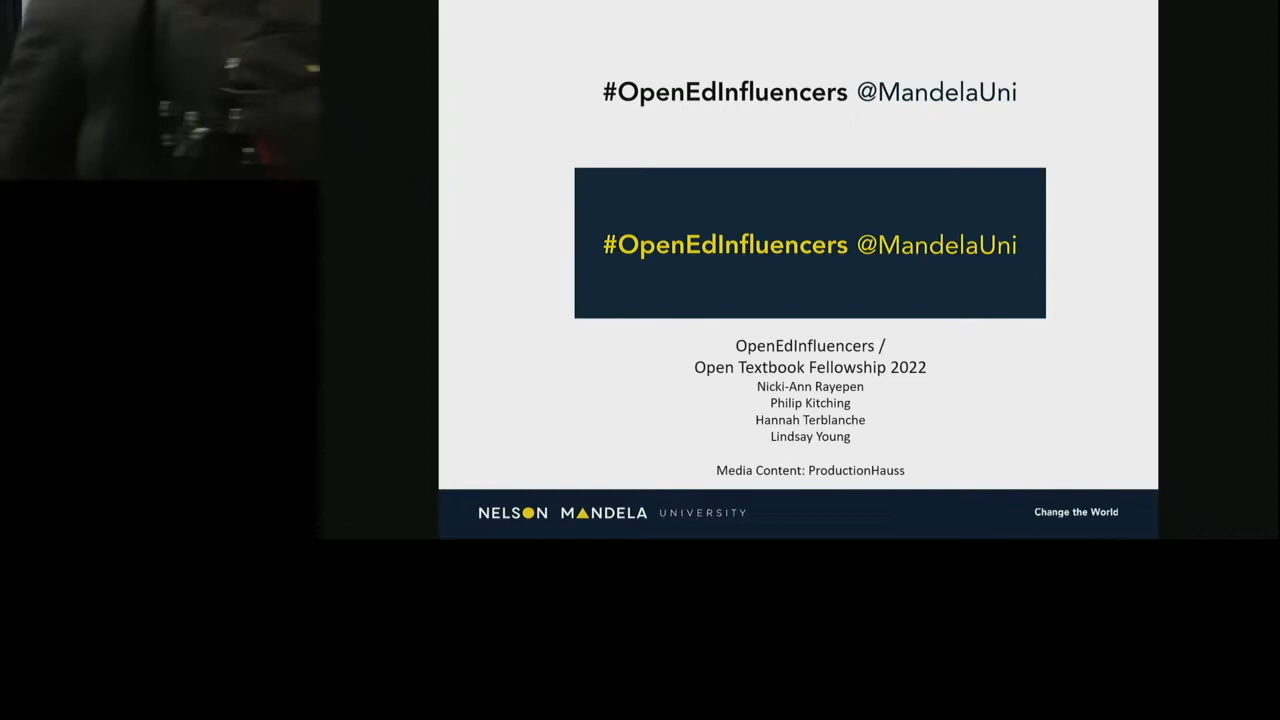 #OpenEdInfluencers @MandelaUni
#OpenEdInfluencers @MandelaUni
OpenEdInfluencers /
Open Textbook Fellowship 2022
Nicki-Ann Rayepen
Philip Kitching
Hannah Terblanche
Lindsay Young
Media Content: ProductionHauss
NELSON MANDELA UNIVERSITY
Change the World